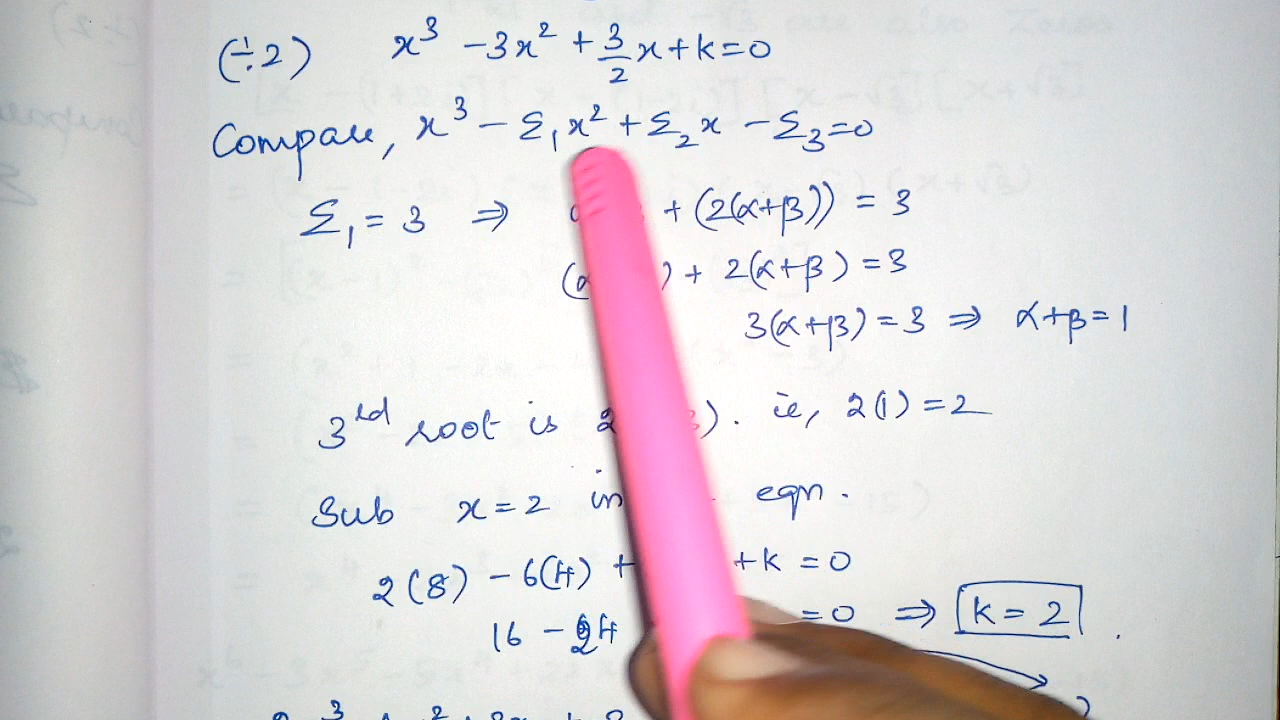 (÷2) x³ - 3x² + 3/2 x + k = 0
Compare, x³ - Σ₁x² + Σ₂x - Σ₃ = 0
Σ₁ = 3 ⇒ + (2(α+β)) = 3
) + 2(α+β) = 3
3(α+β) = 3 ⇒ α+β = 1
3rd root is 2 ). ie, 2(1) = 2
Sub x = 2 in eqn.
2(8) - 6(4) + + k = 0
16 - 24 = 0 ⇒ k = 2.